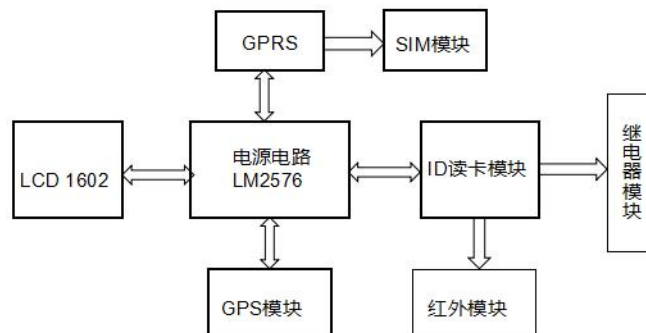 GPRS
SIM模块
LCD 1602
电源电路
LM2576
ID读卡模块
继电器模块
GPS模块
红外模块